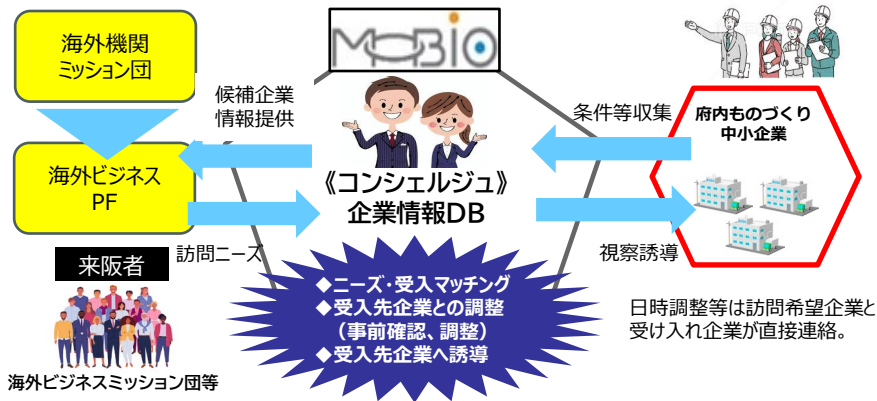 海外機関
ミッション団
海外ビジネス
PF
来阪者
海外ビジネスミッション団等
候補企業
情報提供
訪問ニーズ
MOBIO
《コンシェルジュ》
企業情報DB
◆ニーズ・受入マッチング
◆受入先企業との調整
（事前確認、調整）
◆受入先企業へ誘導
条件等収集
視察誘導
府内ものづくり
中小企業
日時調整等は訪問希望企業と
受け入れ企業が直接連絡。